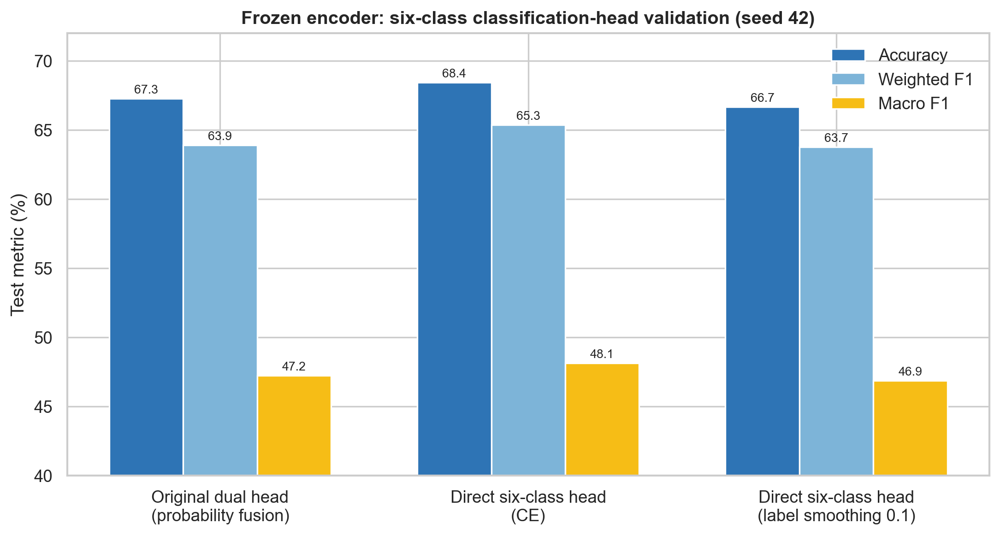 Frozen encoder: six-class classification-head validation (seed 42)
Test metric (%)
70
65
60
55
50
45
40
Accuracy
Weighted F1
Macro F1
67.3
63.9
47.2
68.4
65.3
48.1
66.7
63.7
46.9
Original dual head
(probability fusion)
Direct six-class head
(CE)
Direct six-class head
(label smoothing 0.1)